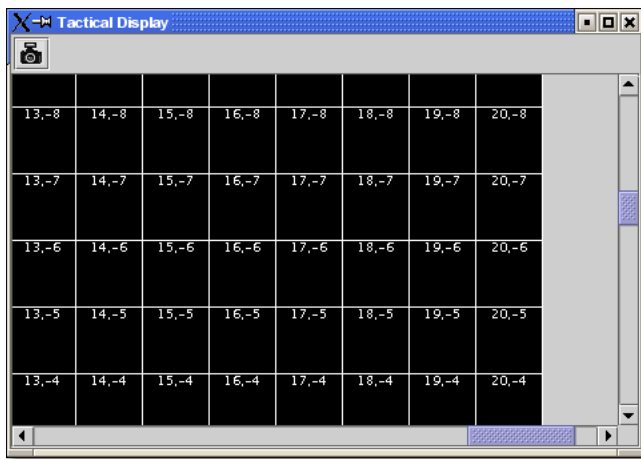 Tactical Display
13,-8 14,-8 15,-8 16,-8 17,-8 18,-8 19,-8 20,-8
13,-7 14,-7 15,-7 16,-7 17,-7 18,-7 19,-7 20,-7
13,-6 14,-6 15,-6 16,-6 17,-6 18,-6 19,-6 20,-6
13,-5 14,-5 15,-5 16,-5 17,-5 18,-5 19,-5 20,-5
13,-4 14,-4 15,-4 16,-4 17,-4 18,-4 19,-4 20,-4